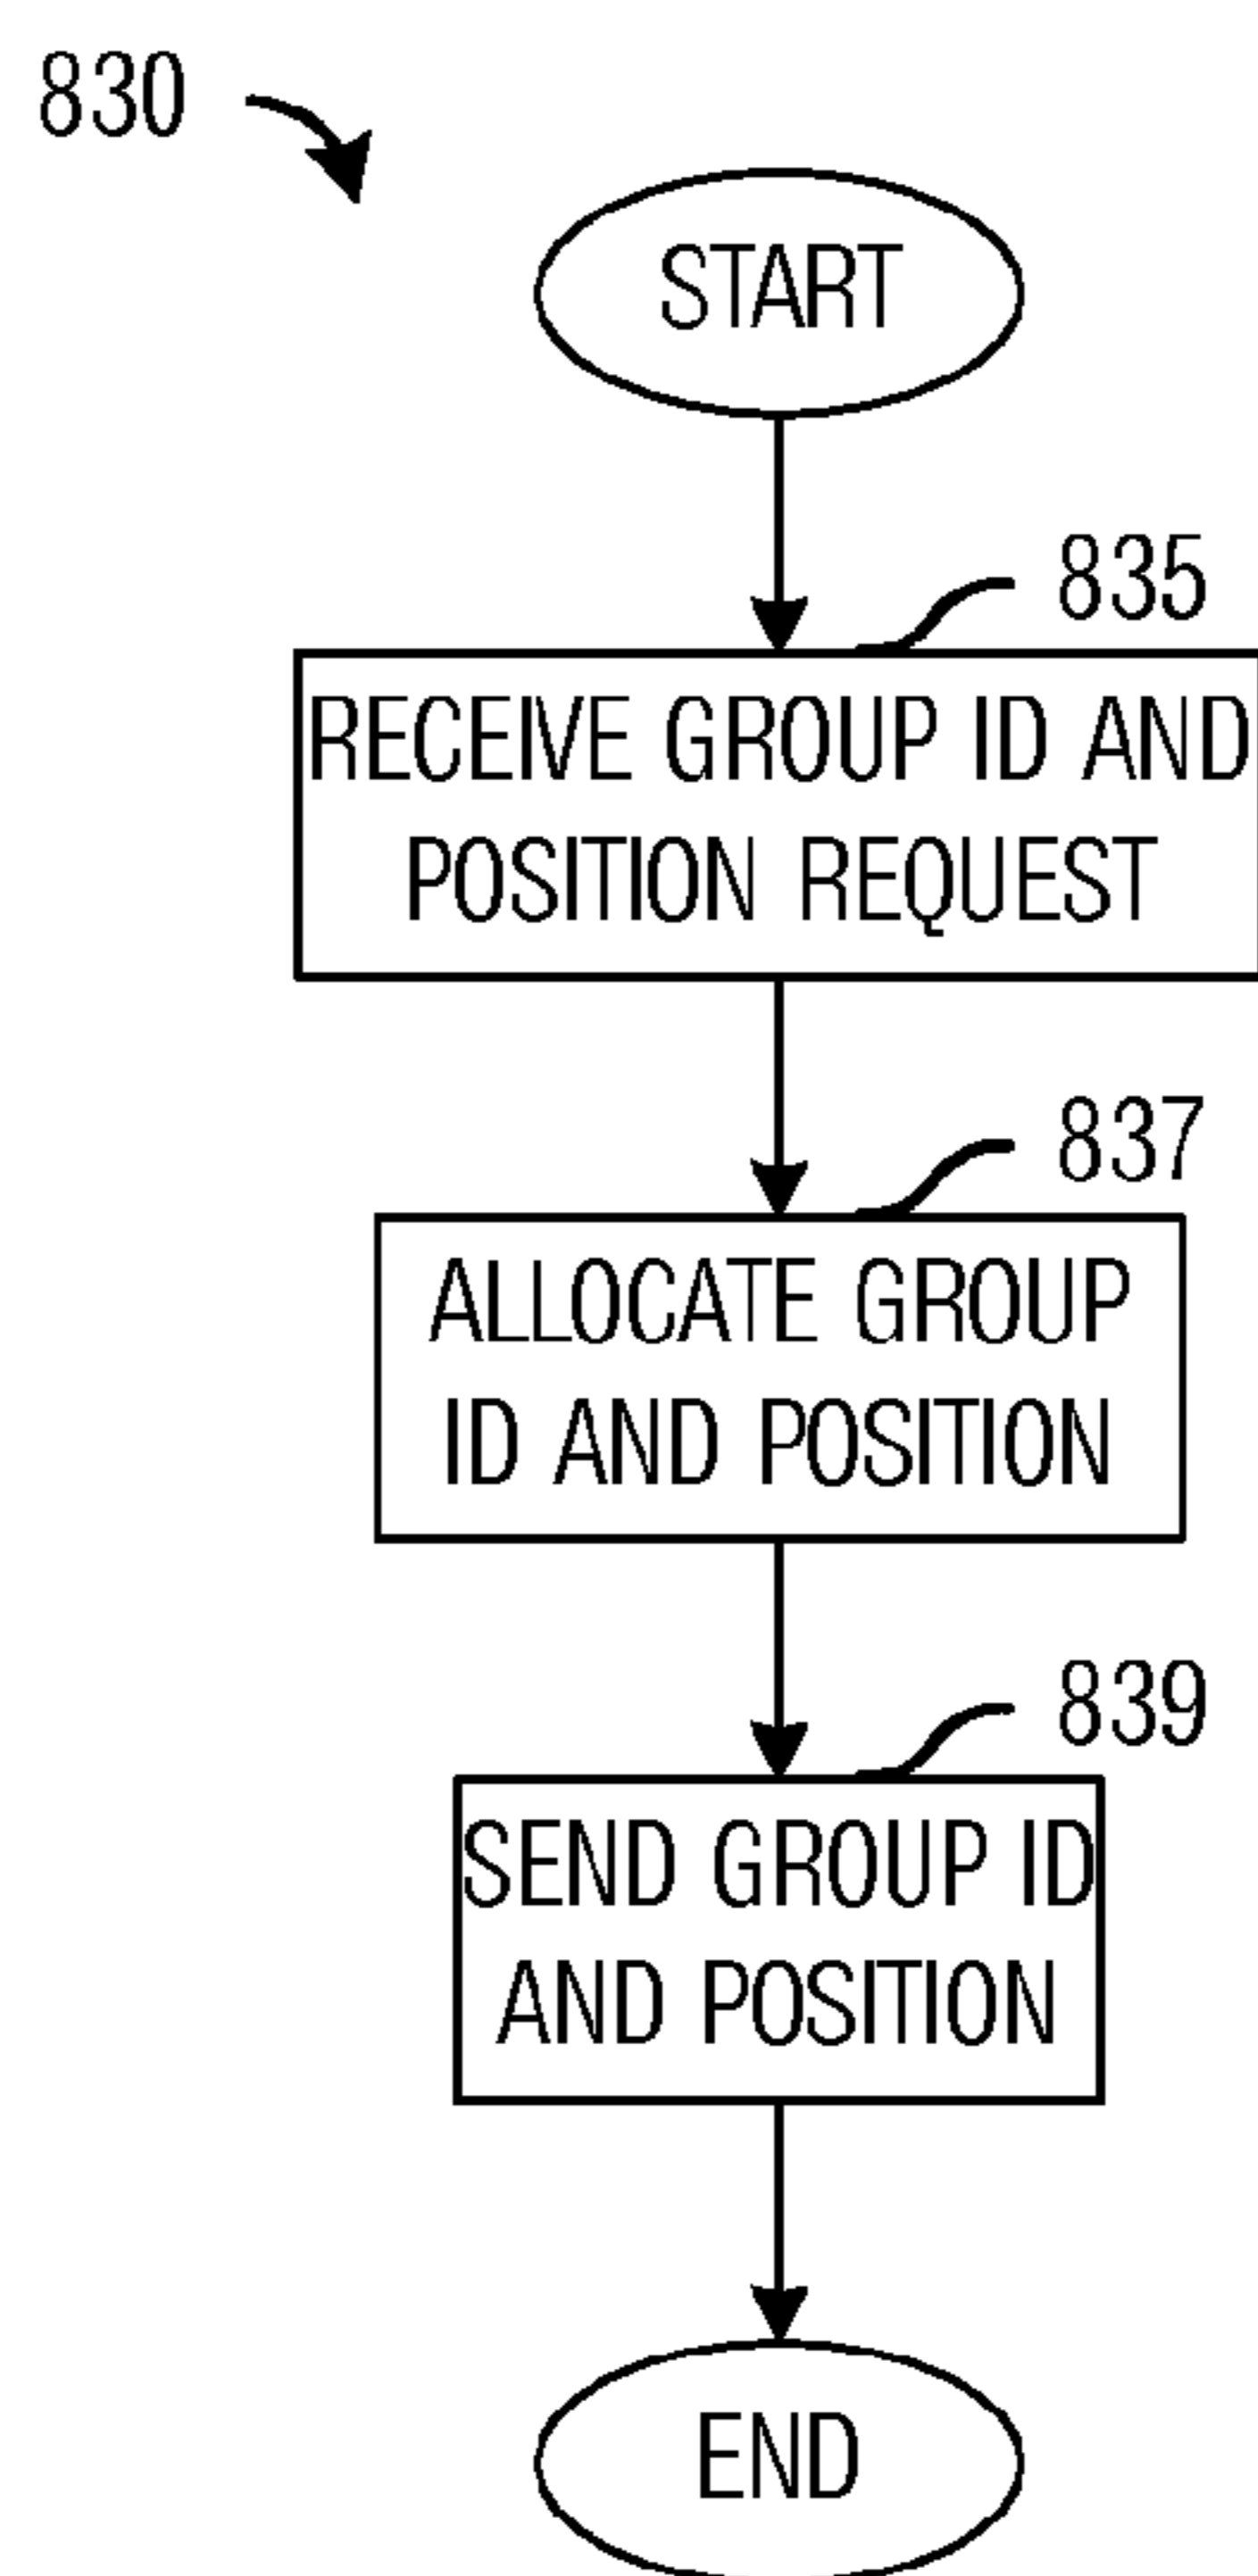 830
START
835
RECEIVE GROUP ID AND
POSITION REQUEST
837
ALLOCATE GROUP
ID AND POSITION
839
SEND GROUP ID
AND POSITION
END